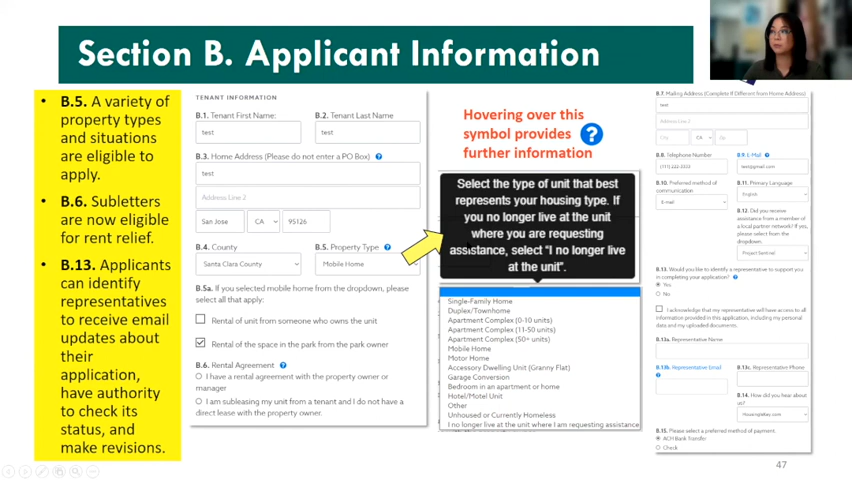 Section B. Applicant Information
• B.5. A variety of
property types
and situations
are eligible to
apply.
• B.6. Subletters
are now eligible
for rent relief.
• B.13. Applicants
can identify
representatives
to receive email
updates about
their
application,
have authority
to check its
status, and
make revisions.
TENANT INFORMATION
B.1. Tenant First Name: B.2. Tenant Last Name
test test
B.3. Home Address (Please do not enter a PO Box) ?
test
Address Line 2
San Jose CA 95126
B.4. County B.5. Property Type ?
Santa Clara County Mobile Home
B.5a. If you selected mobile home from the dropdown, please
select all that apply:
Rental of unit from someone who owns the unit
Rental of the space in the park from the park owner
B.6. Rental Agreement ?
I have a rental agreement with the property owner or
manager
I am subleasing my unit from a tenant and I do not have a
direct lease with the property owner.
Hovering over this
symbol provides ?
further information
Select the type of unit that best
represents your housing type. If
you no longer live at the unit
where you are requesting
assistance, select "I no longer live
at the unit".
Single-Family Home
Duplex/Townhome
Apartment Complex (0-10 units)
Apartment Complex (11-50 units)
Apartment Complex (50+ units)
Mobile Home
Motor Home
Accessory Dwelling Unit (Granny Flat)
Garage Conversion
Bedroom in an apartment or home
Hotel/Motel Unit
Other
Unhoused or Currently Homeless
I no longer live at the unit where I am requesting assistance
B.7. Mailing Address (Complete If Different from Home Address)
test
Address Line 2
City CA Zip
B.8. Telephone Number B.9. E-Mail ?
(111) 222-3333 test@gmail.com
B.10. Preferred method of
communication
E-mail
B.11. Primary Language
English
B.12. Did you receive
assistance from a member of
a local partner network? If yes,
please select from the
dropdown.
Project Sentinel
B.13. Would you like to identify a representative to support you
in completing your application? ?
Yes
No
I acknowledge that my representative will have access to all
information provided in this application, including my personal
data and my uploaded documents.
B.13a. Representative Name
B.13b. Representative Email ?
B.13c. Representative Phone
B.14. How did you hear about
us?
HousingIsKey.com
B.15. Please select a preferred method of payment.
ACH Bank Transfer
Check
47